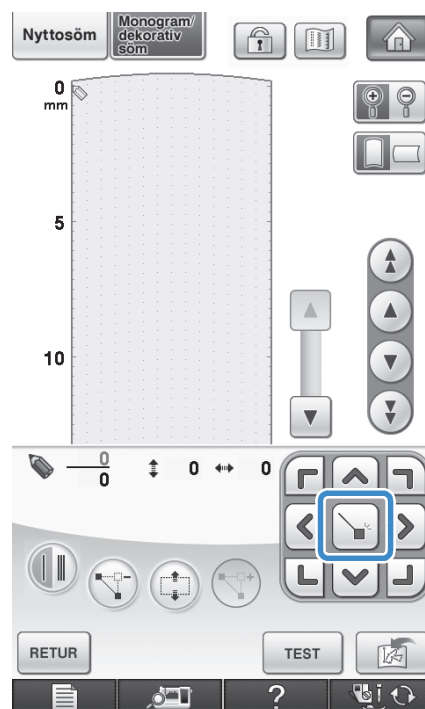 Nyttosöm
Monogram/
dekorativ
söm
0
mm
5
10
0
0
0
0
RETUR
TEST
?